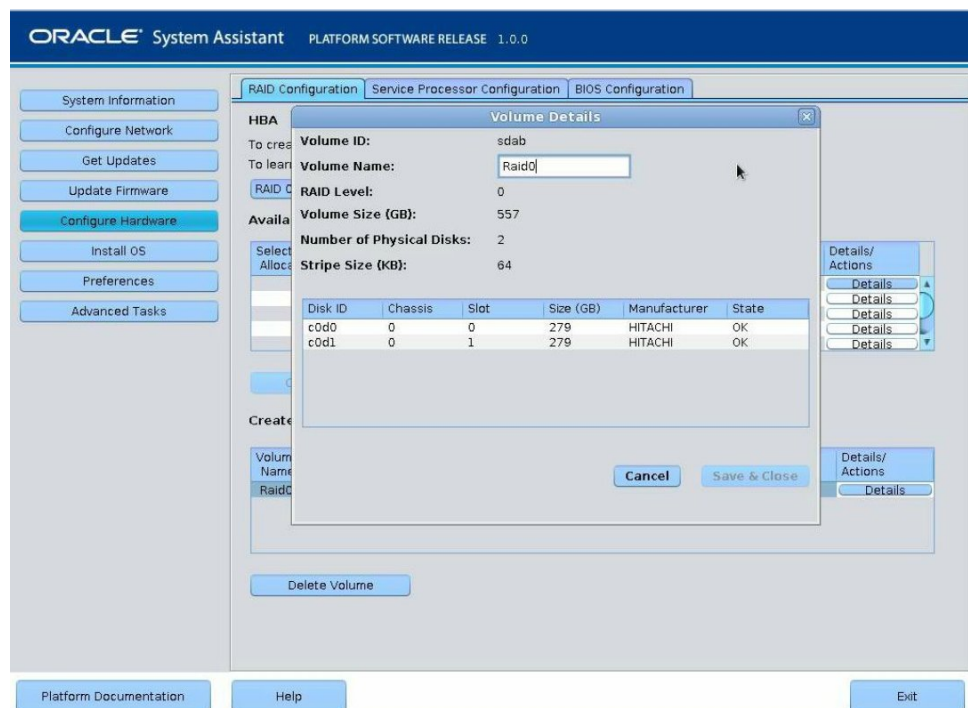 ORACLE System Assistant PLATFORM SOFTWARE RELEASE 1.0.0
System Information
Configure Network
Get Updates
Update Firmware
Configure Hardware
Install OS
Preferences
Advanced Tasks
RAID Configuration Service Processor Configuration BIOS Configuration
HBA
To crea
To lear
RAID C
Availa
Select
Alloca
Details/
Actions
Details
Details
Details
Details
Details
C
Create
Volum
Name
Details/
Actions
Raid0
Details
Delete Volume
Volume Details
Volume ID: sdab
Volume Name: Raid0
RAID Level: 0
Volume Size (GB): 557
Number of Physical Disks: 2
Stripe Size (KB): 64
Disk ID Chassis Slot Size (GB) Manufacturer State
c0d0 0 0 279 HITACHI OK
c0d1 0 1 279 HITACHI OK
Cancel Save & Close
Platform Documentation Help Exit